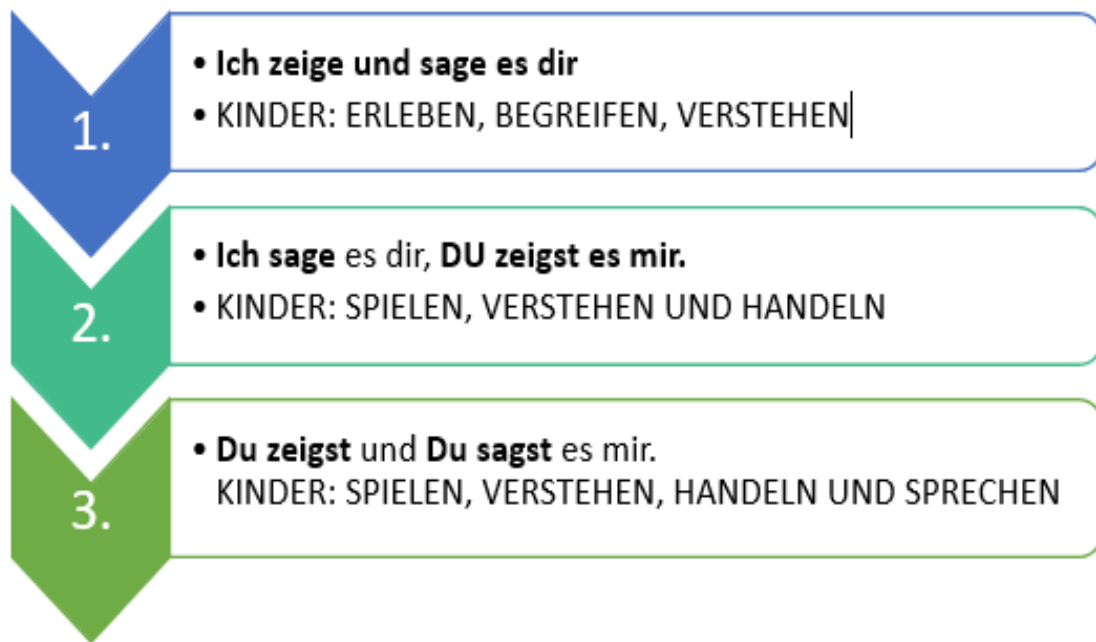 1.
• Ich zeige und sage es dir
• KINDER: ERLEBEN, BEGREIFEN, VERSTEHEN
2.
• Ich sage es dir, DU zeigst es mir.
• KINDER: SPIELEN, VERSTEHEN UND HANDELN
3.
• Du zeigst und Du sagst es mir.
KINDER: SPIELEN, VERSTEHEN, HANDELN UND SPRECHEN